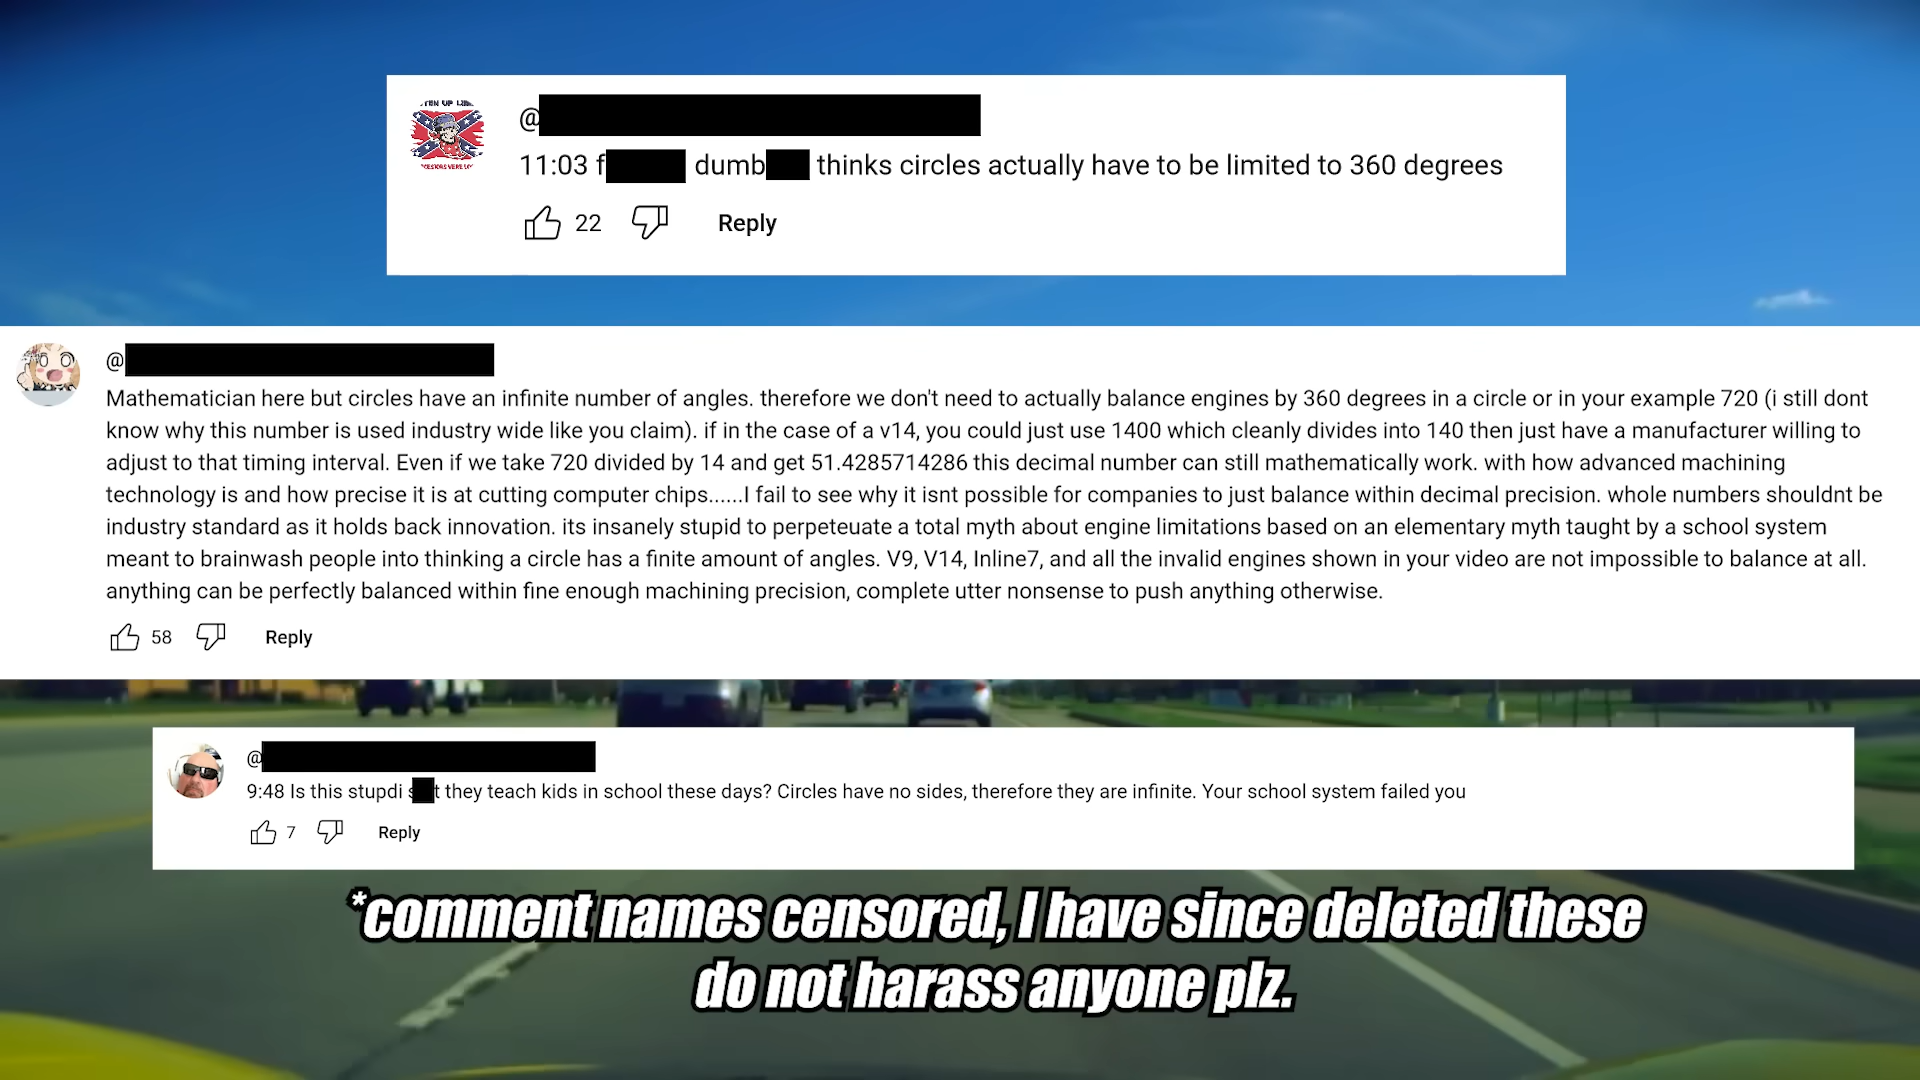 @
11:03 f dumb thinks circles actually have to be limited to 360 degrees
22 Reply
@
Mathematician here but circles have an infinite number of angles. therefore we don't need to actually balance engines by 360 degrees in a circle or in your example 720 (i still dont
know why this number is used industry wide like you claim). if in the case of a v14, you could just use 1400 which cleanly divides into 140 then just have a manufacturer willing to
adjust to that timing interval. Even if we take 720 divided by 14 and get 51.4285714286 this decimal number can still mathematically work. with how advanced machining
technology is and how precise it is at cutting computer chips......I fail to see why it isnt possible for companies to just balance within decimal precision. whole numbers shouldnt be
industry standard as it holds back innovation. its insanely stupid to perpeteuate a total myth about engine limitations based on an elementary myth taught by a school system
meant to brainwash people into thinking a circle has a finite amount of angles. V9, V14, Inline7, and all the invalid engines shown in your video are not impossible to balance at all.
anything can be perfectly balanced within fine enough machining precision, complete utter nonsense to push anything otherwise.
58 Reply
@
9:48 Is this stupdi s t they teach kids in school these days? Circles have no sides, therefore they are infinite. Your school system failed you
7 Reply
*comment names censored, I have since deleted these
do not harass anyone plz.